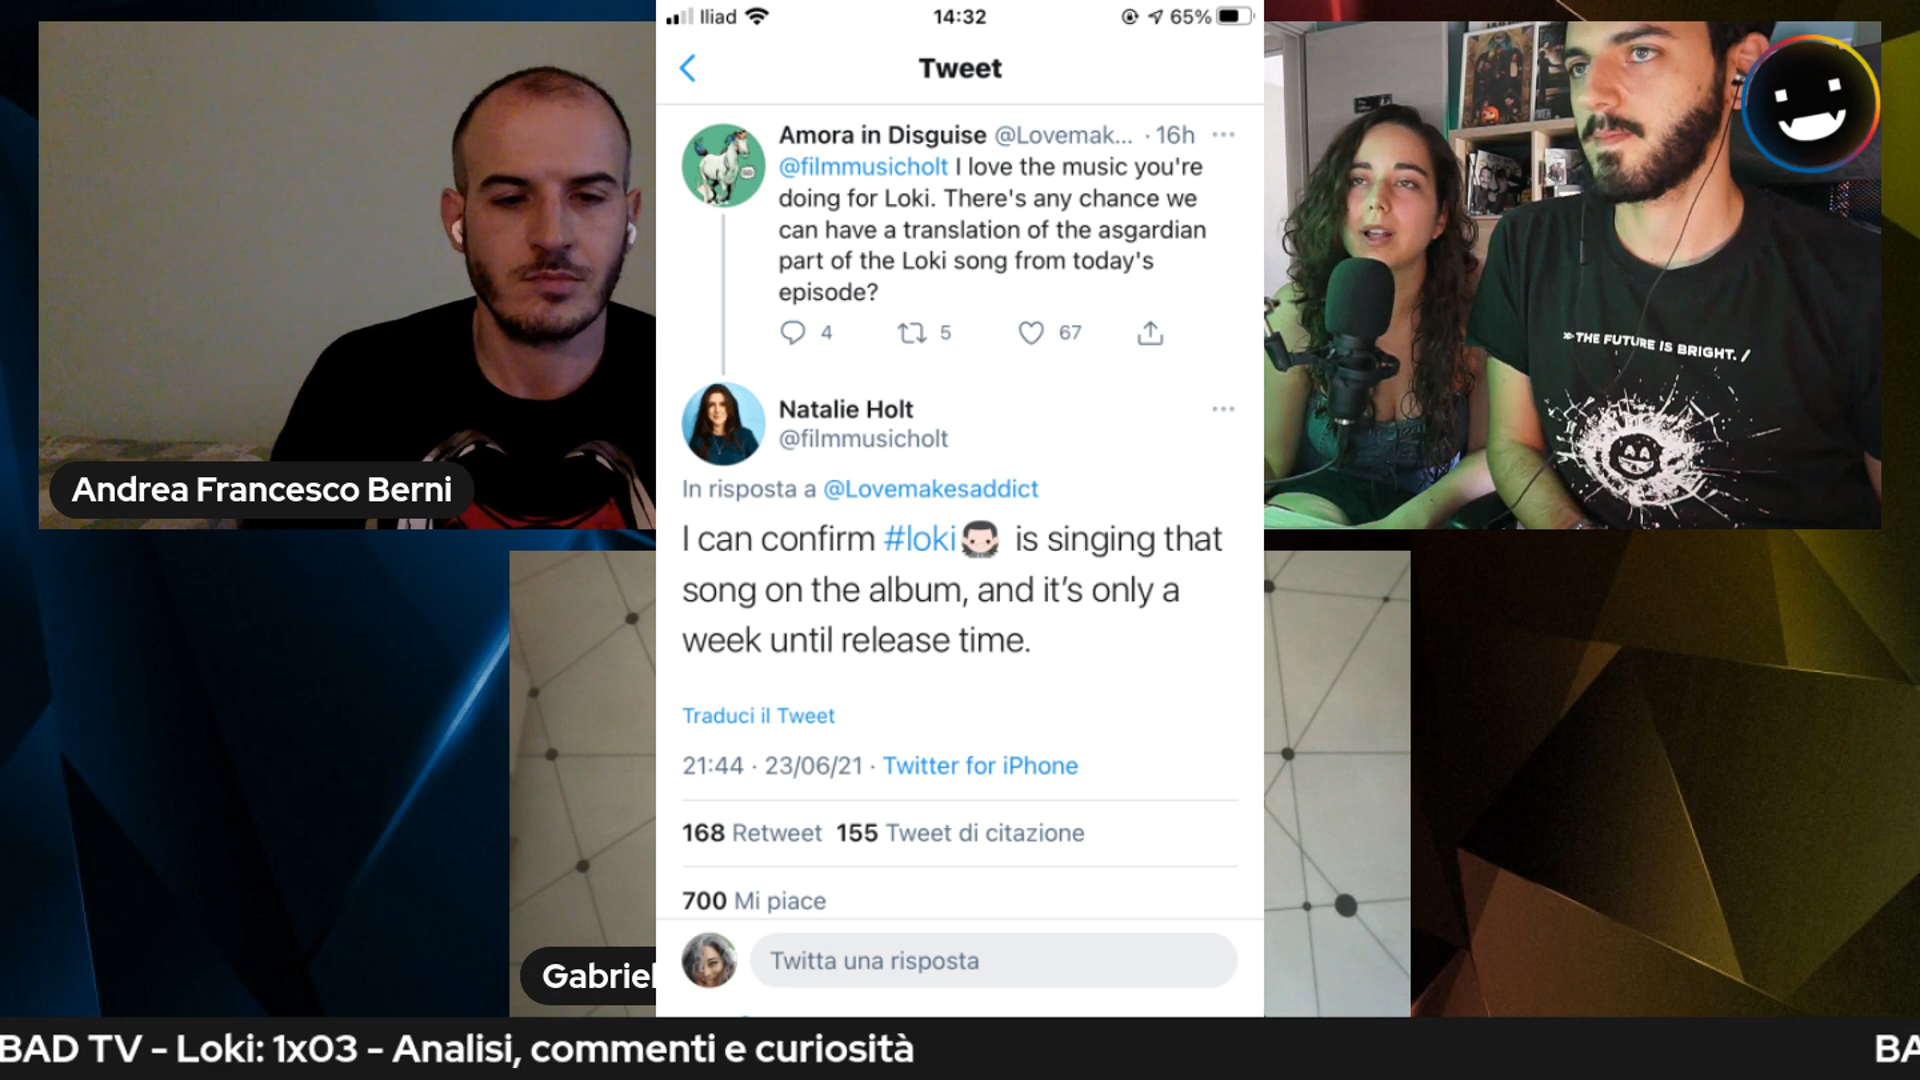 Iliad
14:32
65%
Tweet
Amora in Disguise @Lovemak... · 16h
@filmmusicholt I love the music you're
doing for Loki. There's any chance we
can have a translation of the asgardian
part of the Loki song from today's
episode?
4 5 67
Natalie Holt
@filmmusicholt
In risposta a @Lovemakesaddict
I can confirm #loki is singing that
song on the album, and it's only a
week until release time.
Traduci il Tweet
21:44 · 23/06/21 · Twitter for iPhone
168 Retweet 155 Tweet di citazione
700 Mi piace
Twitta una risposta
Andrea Francesco Berni
THE FUTURE IS BRIGHT. /
Gabriel
BAD TV - Loki: 1x03 - Analisi, commenti e curiosità
BA